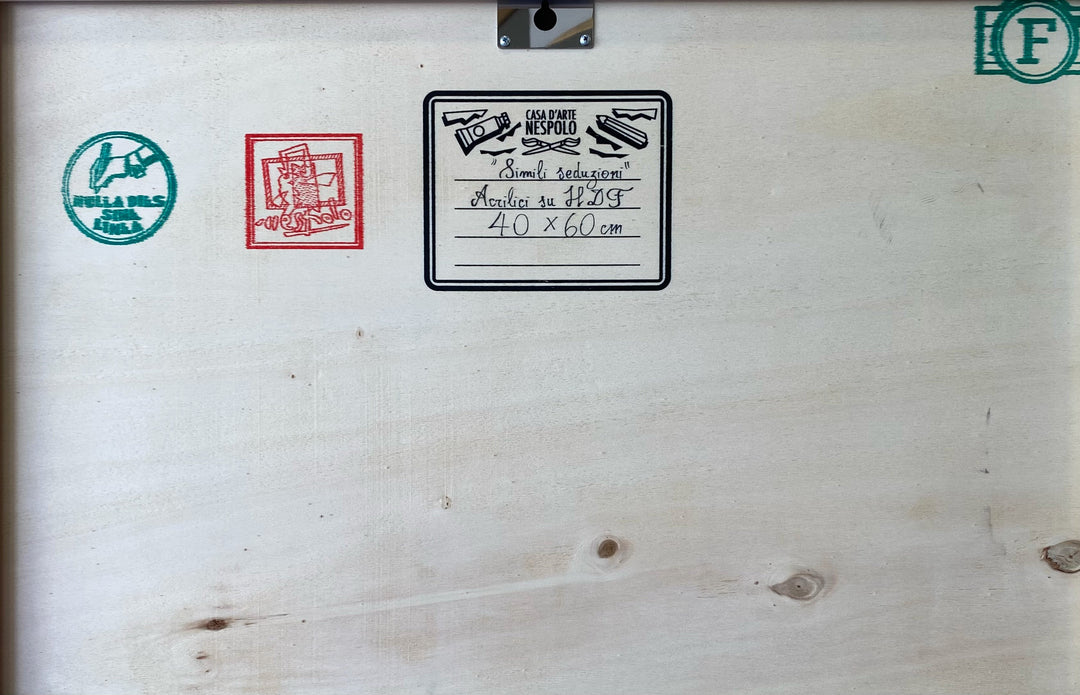 F
CASA D'ARTE
NESPOLO
"Simili seduzioni"
Acrilici su HDF
40 x 60 cm
NULLA DIES
SINE
LINEA
Nespolo